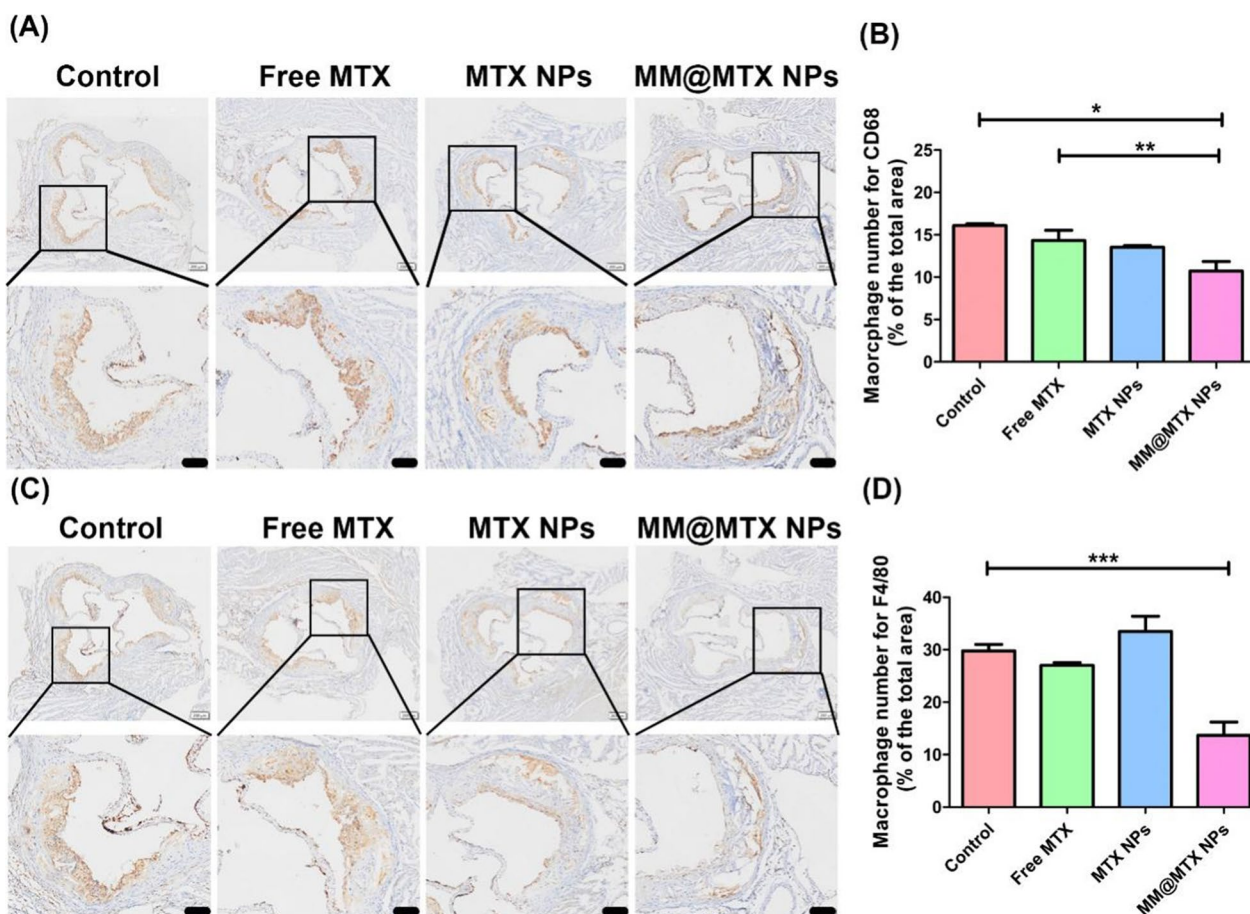 (A)
Control Free MTX MTX NPs MM@MTX NPs
(B)
Maorcphage number for CD68
(% of the total area)
25
20
15
10
5
0
*
**
Control
Free MTX
MTX NPs
MM@MTX NPs
(C)
Control Free MTX MTX NPs MM@MTX NPs
(D)
Macrophage number for F4/80
(% of the total area)
40
30
20
10
0
***
Control
Free MTX
MTX NPs
MM@MTX NPs